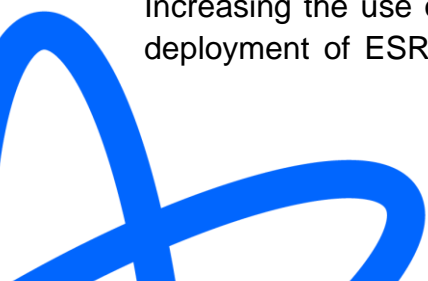 Increasing the use
deployment of ESR